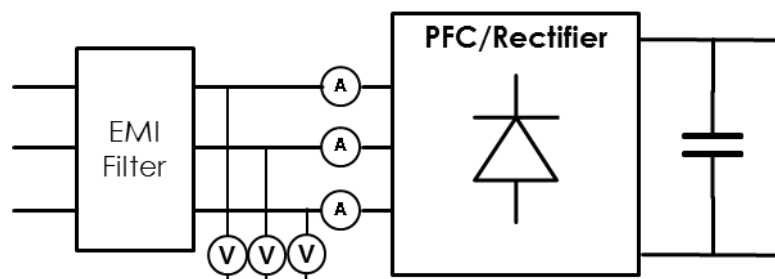 PFC/Rectifier
EMI
Filter
A
A
A
V V V